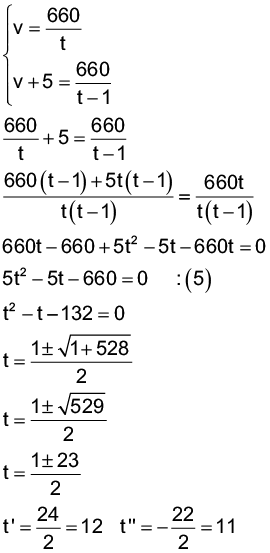 v = 660/t
v + 5 = 660/(t − 1)
660/t + 5 = 660/(t − 1)
(660(t − 1) + 5t(t − 1))/(t(t − 1)) = 660t/(t(t − 1))
660t − 660 + 5t² − 5t − 660t = 0
5t² − 5t − 660 = 0 :(5)
t² − t − 132 = 0
t = (1 ± √(1 + 528))/2
t = (1 ± √529)/2
t = (1 ± 23)/2
t' = 24/2 = 12 t'' = −22/2 = 11